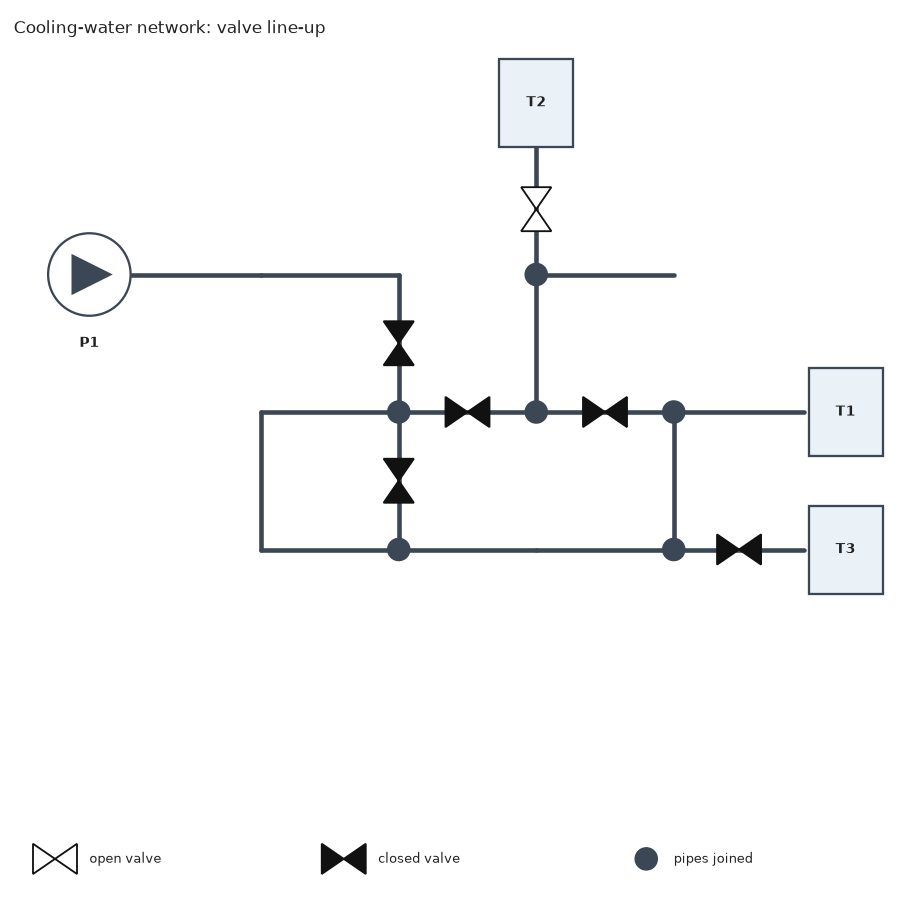 Cooling-water network: valve line-up
T2
P1
T1
T3
open valve
closed valve
pipes joined